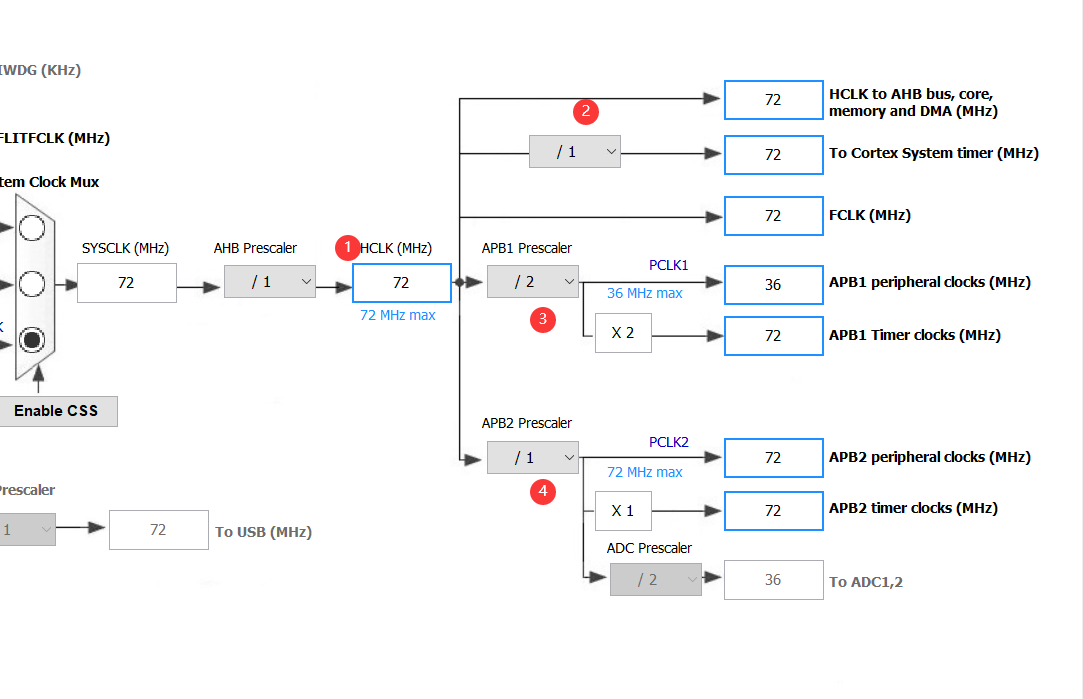 IWDG (KHz)
FLITFCLK (MHz)
tem Clock Mux
K
Enable CSS
SYSCLK (MHz)
72
AHB Prescaler
/ 1
1
HCLK (MHz)
72
72 MHz max
2
/ 1
72
HCLK to AHB bus, core,
memory and DMA (MHz)
72
To Cortex System timer (MHz)
72
FCLK (MHz)
APB1 Prescaler
/ 2
3
PCLK1
36 MHz max
36
APB1 peripheral clocks (MHz)
X 2
72
APB1 Timer clocks (MHz)
APB2 Prescaler
/ 1
4
PCLK2
72 MHz max
72
APB2 peripheral clocks (MHz)
X 1
72
APB2 timer clocks (MHz)
ADC Prescaler
/ 2
36
To ADC1,2
Prescaler
1
72
To USB (MHz)